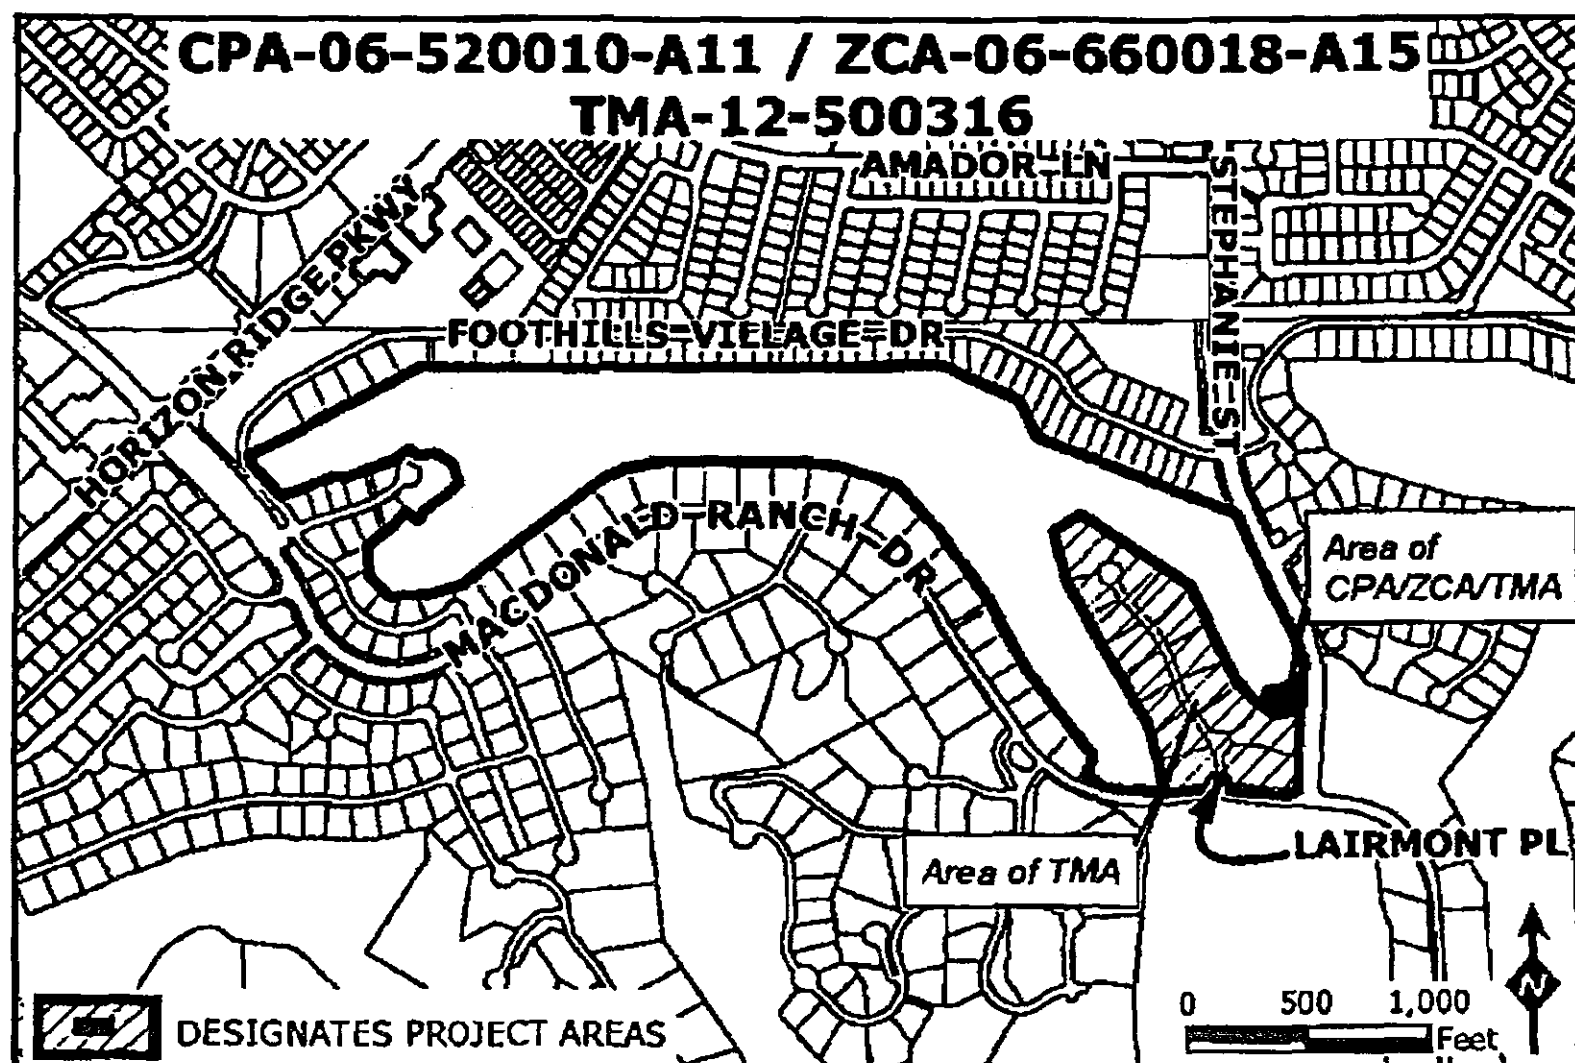 CPA-06-520010-A11 / ZCA-06-660018-A15
TMA-12-500316
AMADOR LN
STEPHANIE ST
HORIZON RIDGE PKWY
FOOTHILLS VILLAGE DR
MACDONALD RANCH DR
Area of
CPA/ZCA/TMA
Area of TMA
LAIRMONT PL
N
DESIGNATES PROJECT AREAS
0 500 1,000
Feet